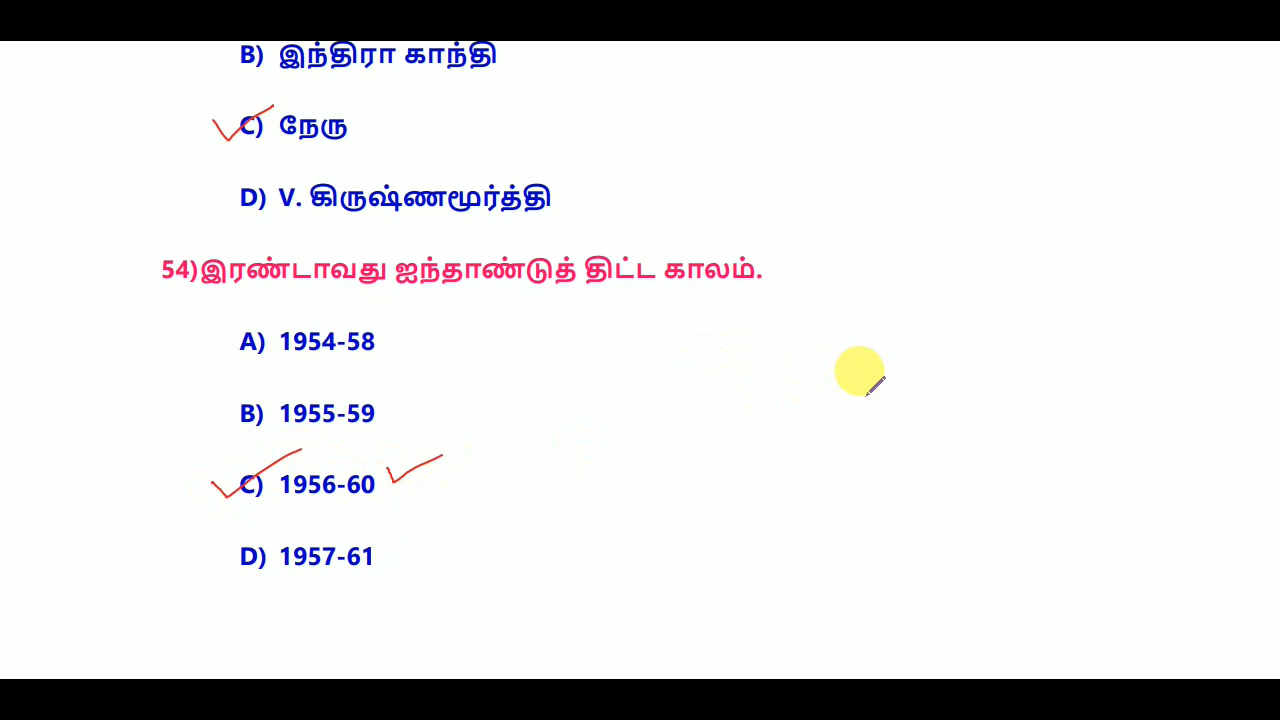 B) இந்திரா காந்தி
C) நேரு
D) V. கிருஷ்ணமூர்த்தி
54)இரண்டாவது ஐந்தாண்டுத் திட்ட காலம்.
A) 1954-58
B) 1955-59
C) 1956-60
D) 1957-61